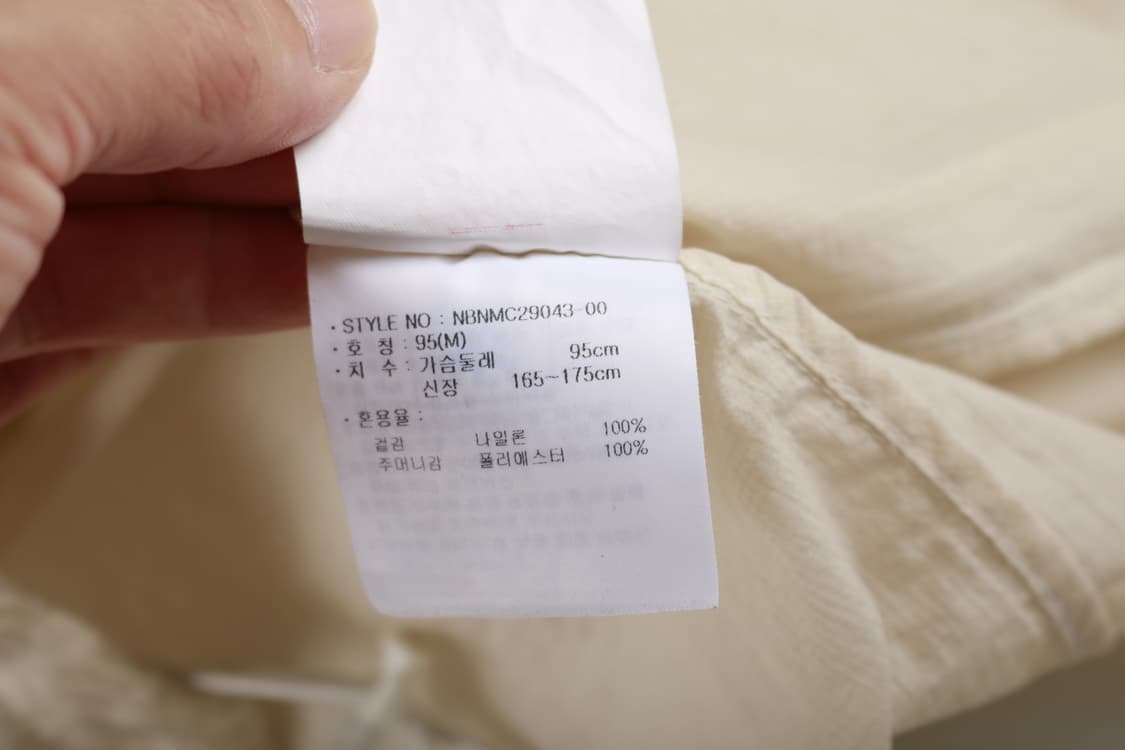 · STYLE NO : NBNMC29043-00
· 호 칭 : 95(M)
· 치 수 : 가슴둘레 95cm
신장 165~175cm
· 혼용율 :
겉감 나일론 100%
주머니감 폴리에스터 100%